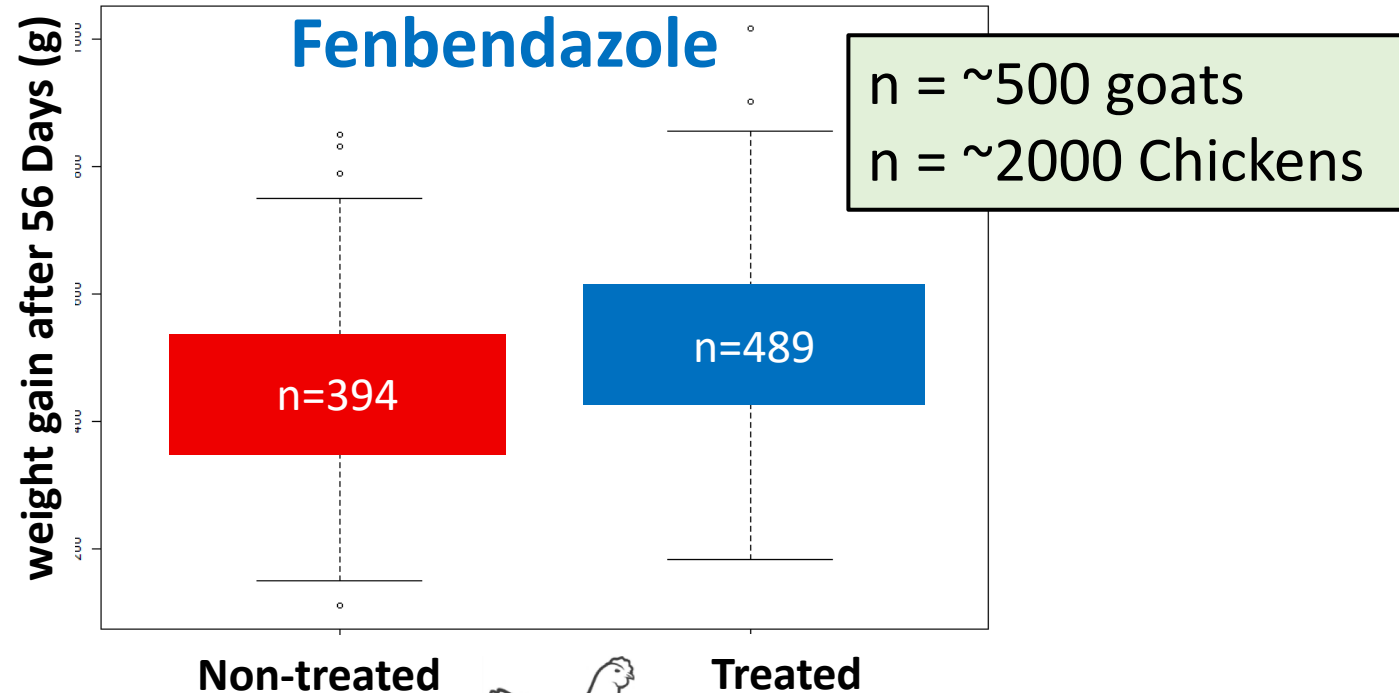 Fenbendazole
n = ~500 goats
n = ~2000 Chickens
weight gain after 56 Days (g)
n=489
n=394
Non-treated
Treated